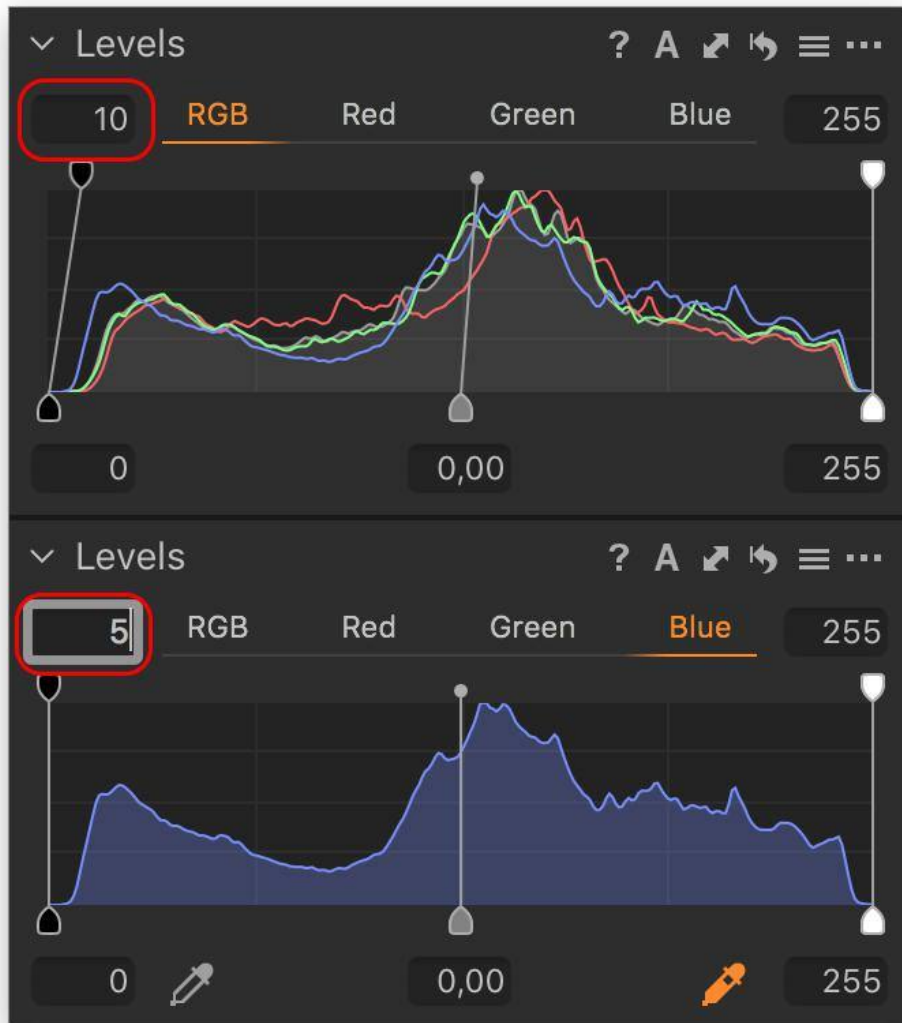 Levels ? A
10 RGB Red Green Blue 255
0 0,00 255
Levels ? A
5 RGB Red Green Blue 255
0 0,00 255